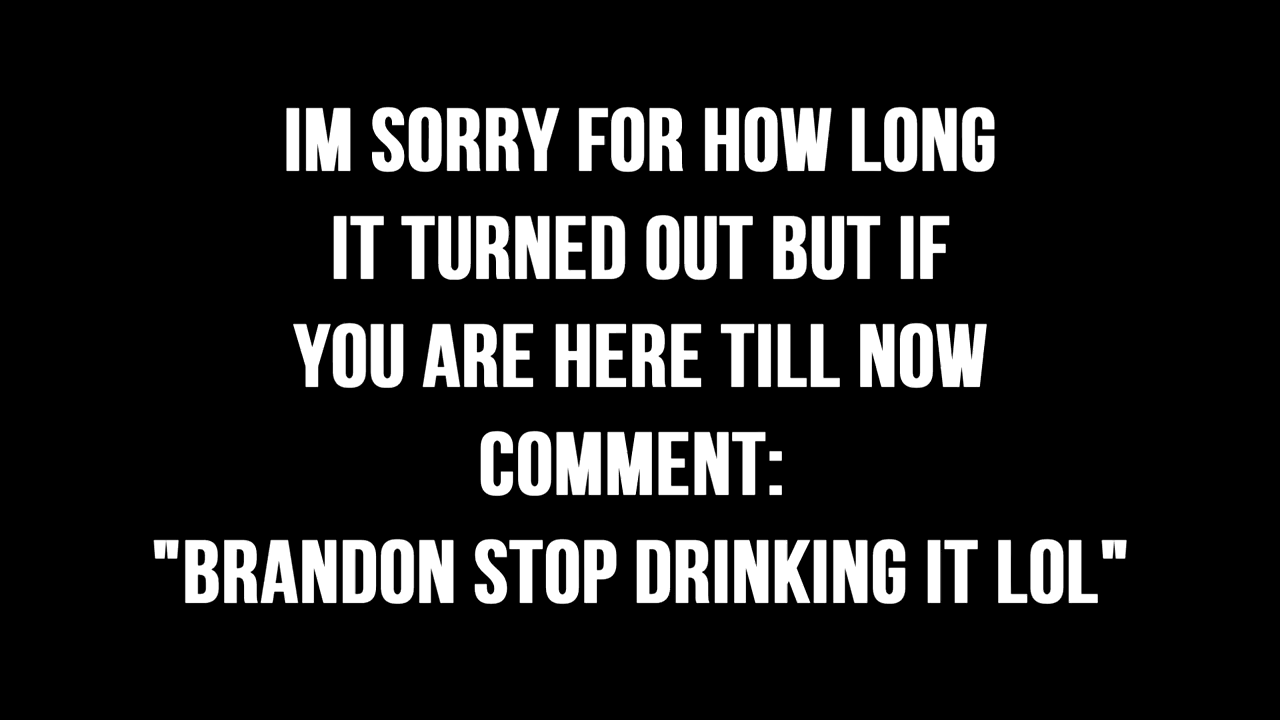 IM SORRY FOR HOW LONG
IT TURNED OUT BUT IF
YOU ARE HERE TILL NOW
COMMENT:
"BRANDON STOP DRINKING IT LOL"